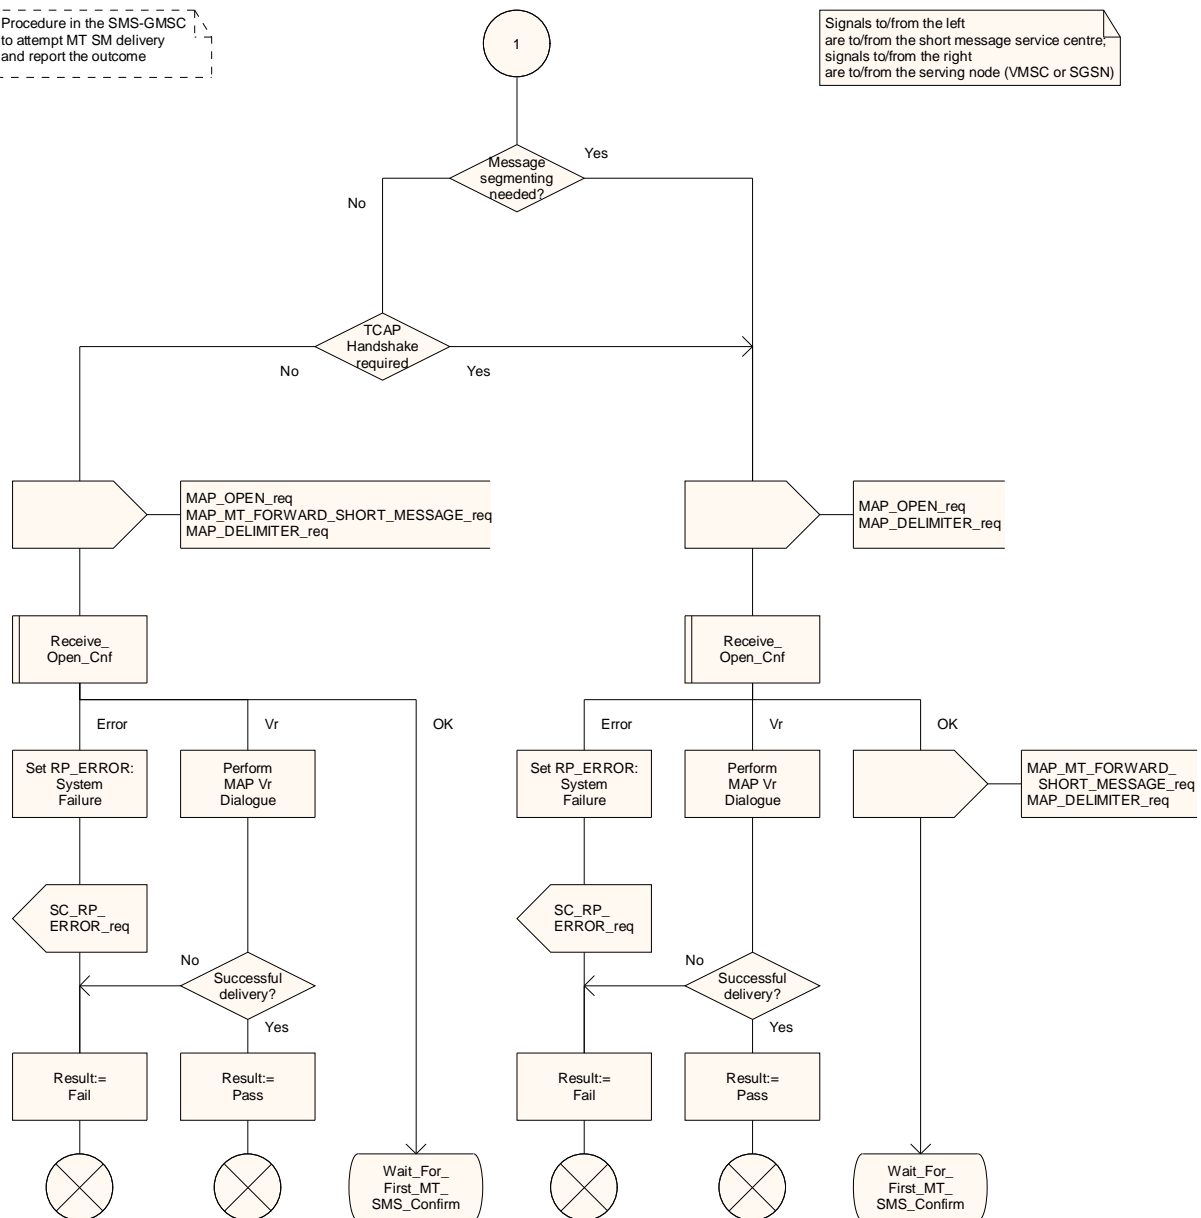 Procedure in the SMS-GMSC
to attempt MT SM delivery
and report the outcome
1
Signals to/from the left
are to/from the short message service centre;
signals to/from the right
are to/from the serving node (VMSC or SGSN)
Message
segmenting
needed?
Yes
No
TCAP
Handshake
required
No
Yes
MAP_OPEN_req
MAP_MT_FORWARD_SHORT_MESSAGE_req
MAP_DELIMITER_req
MAP_OPEN_req
MAP_DELIMITER_req
Receive_
Open_Cnf
Receive_
Open_Cnf
Error
Vr
OK
Error
Vr
OK
Set RP_ERROR:
System
Failure
Perform
MAP Vr
Dialogue
Set RP_ERROR:
System
Failure
Perform
MAP Vr
Dialogue
MAP_MT_FORWARD_
SHORT_MESSAGE_req
MAP_DELIMITER_req
SC_RP_
ERROR_req
SC_RP_
ERROR_req
No
Successful
delivery?
Yes
No
Successful
delivery?
Yes
Result:=
Fail
Result:=
Pass
Result:=
Fail
Result:=
Pass
Wait_For_
First_MT_
SMS_Confirm
Wait_For_
First_MT_
SMS_Confirm